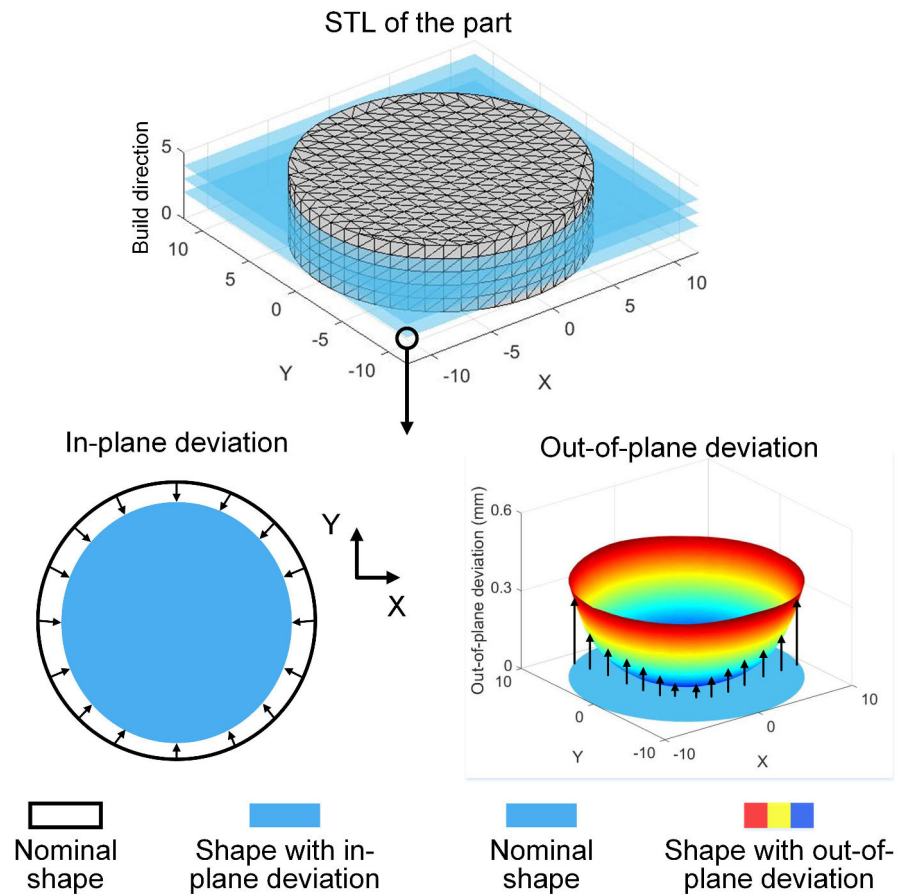 STL of the part
Build direction
5
0
10
5
0
-5
-10
Y
-10
-5
0
5
10
X
In-plane deviation
Y
X
Out-of-plane deviation
Out-of-plane deviation (mm)
0.6
0.3
0
10
0
-10
Y
-10
0
10
X
Nominal
shape
Shape with in-
plane deviation
Nominal
shape
Shape with out-of-
plane deviation